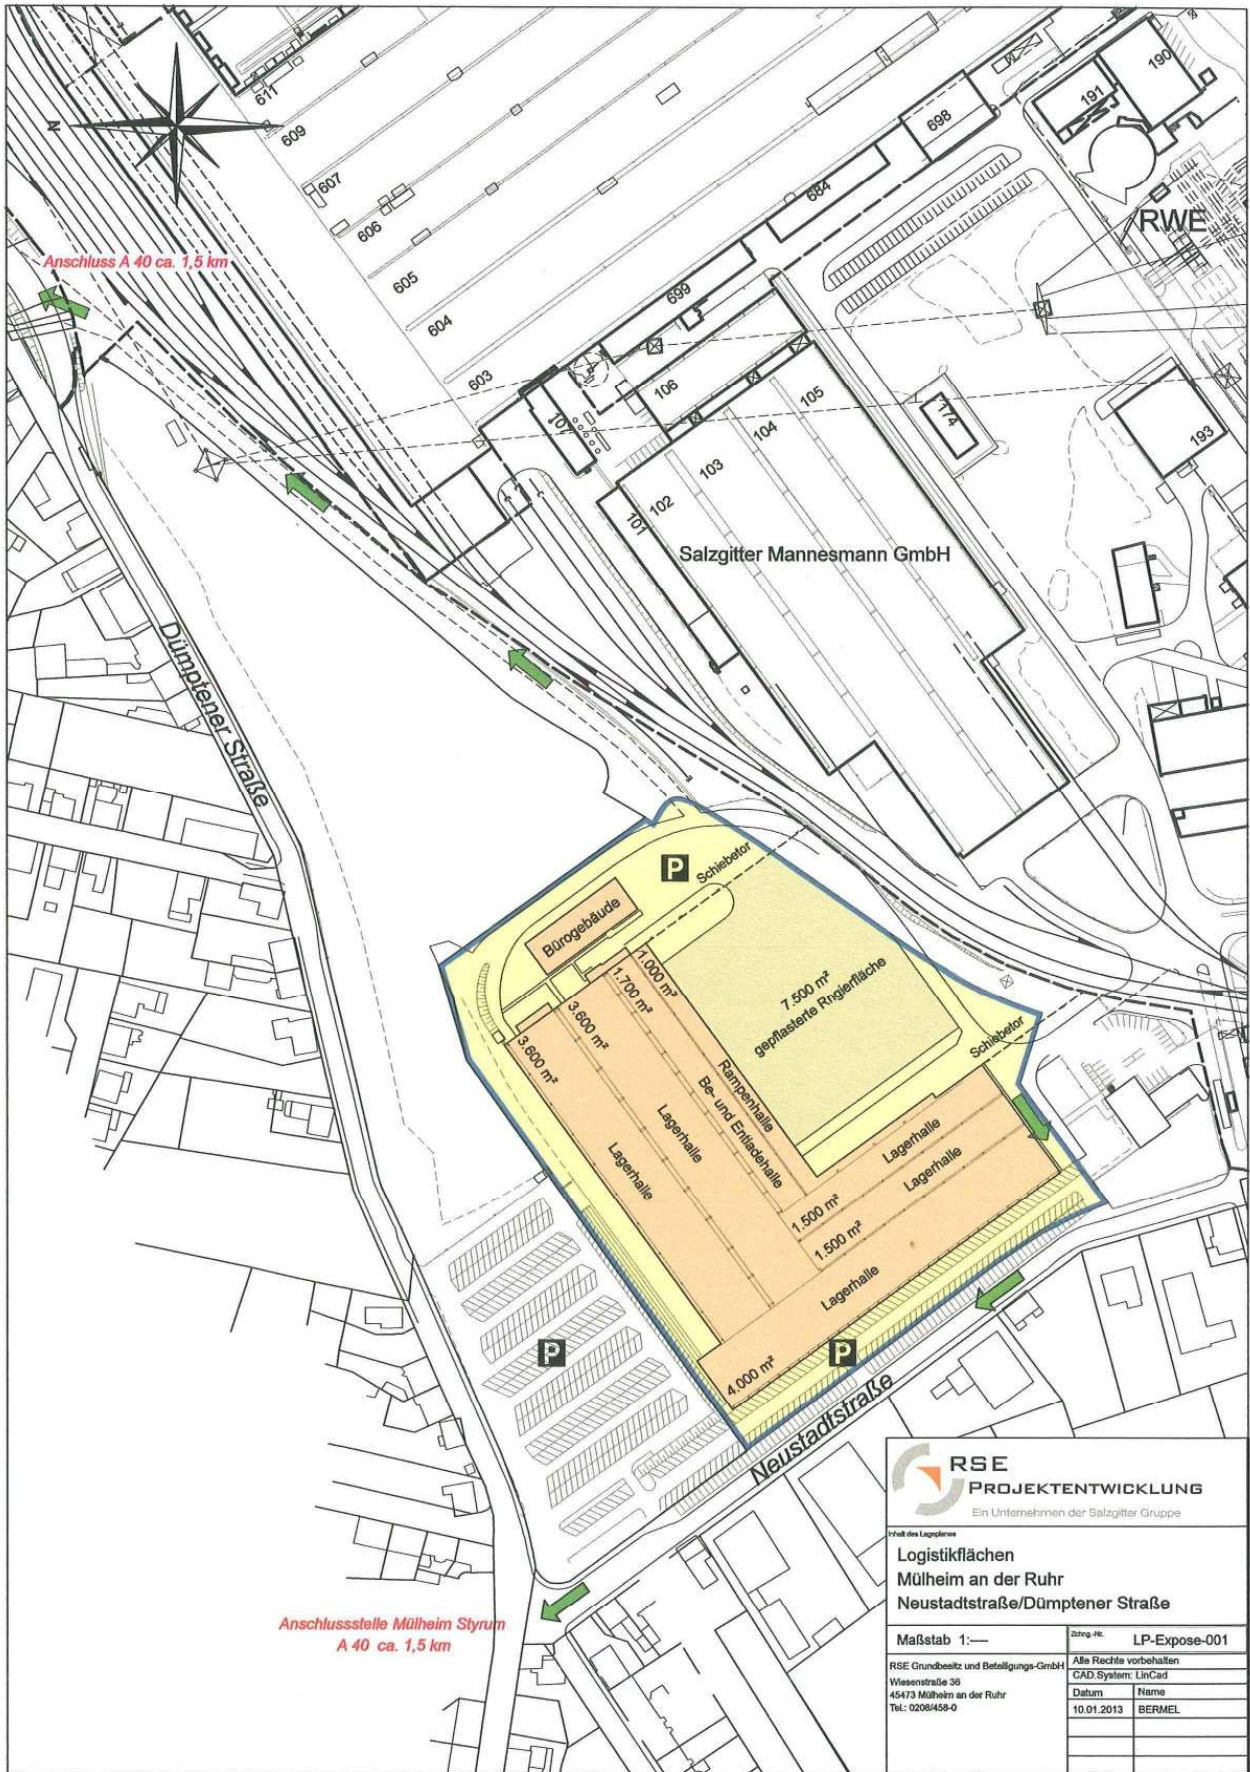 N
611
609
607
606
605
604
603
698
684
699
191
190
RWE
Anschluss A 40 ca. 1,5 km
106
105
104
103
102
101
174
193
Salzgitter Mannesmann GmbH
Dümptener Straße
P
Schiebetor
Bürogebäude
1.000 m²
1.700 m²
3.600 m²
3.600 m²
7.500 m²
gepflasterte Rngierfläche
Schiebetor
Rampenhalle
Be- und Entladehalle
Lagerhalle
Lagerhalle
Lagerhalle
Lagerhalle
1.500 m²
1.500 m²
Lagerhalle
4.000 m²
P
P
Neustadtstraße
Anschlussstelle Mülheim Styrum
A 40 ca. 1,5 km
RSE
PROJEKTENTWICKLUNG
Ein Unternehmen der Salzgitter Gruppe
Inhalt des Lageplanes
Logistikflächen
Mülheim an der Ruhr
Neustadtstraße/Dümptener Straße
Maßstab 1:----
Zchng.-Nr. LP-Expose-001
RSE Grundbesitz und Beteiligungs-GmbH
Wiesenstraße 36
45473 Mülheim an der Ruhr
Tel.: 0208/458-0
Alle Rechte vorbehalten
CAD.System: LinCad
Datum Name
10.01.2013 BERMEL